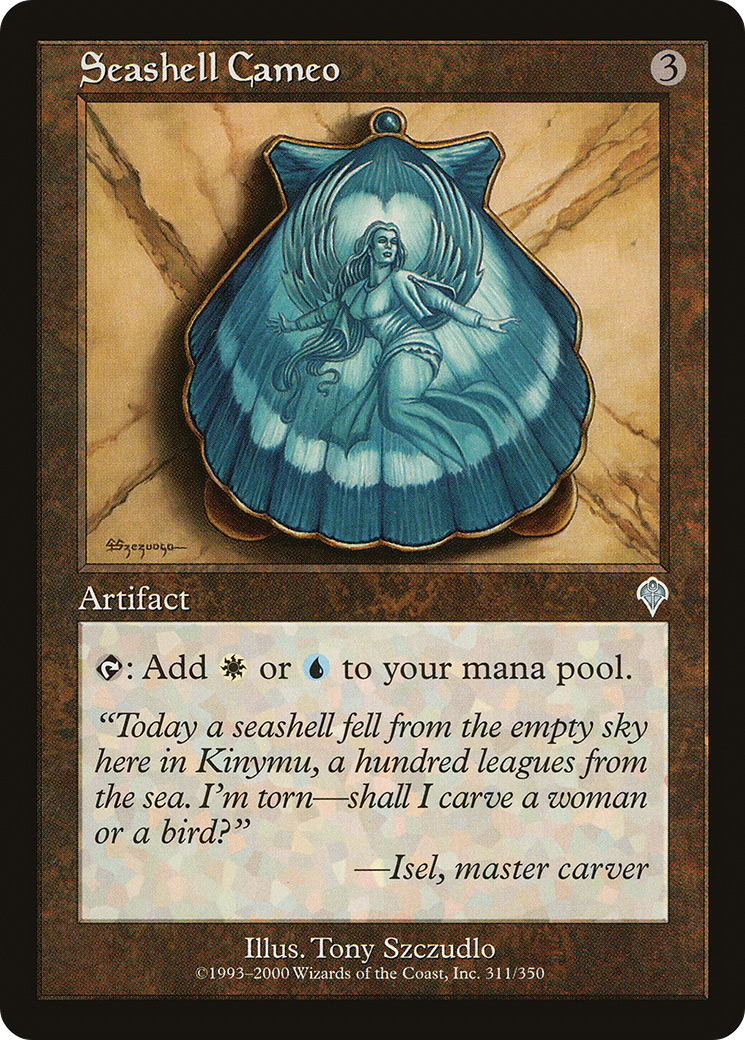 Seashell Cameo 3
Artifact
: Add or to your mana pool.
“Today a seashell fell from the empty sky
here in Kinymu, a hundred leagues from
the sea. I’m torn—shall I carve a woman
or a bird?”
—Isel, master carver
Illus. Tony Szczudlo
©1993–2000 Wizards of the Coast, Inc. 311/350